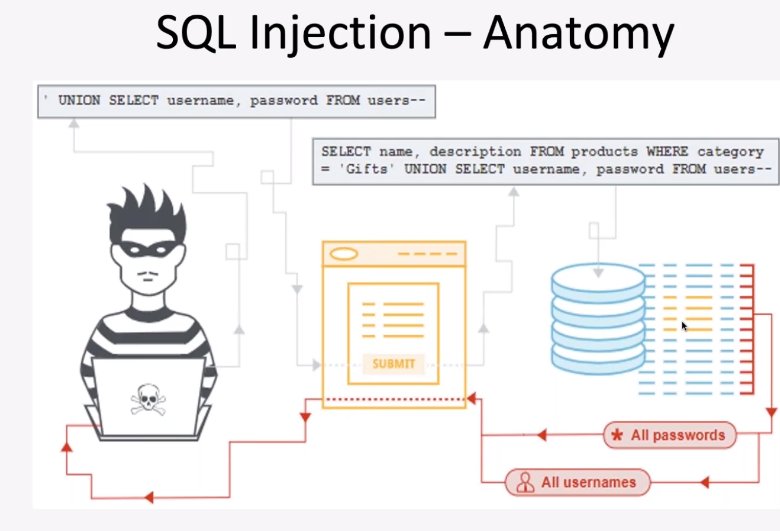 SQL Injection – Anatomy
' UNION SELECT username, password FROM users--
SELECT name, description FROM products WHERE category
= 'Gifts' UNION SELECT username, password FROM users--
SUBMIT
* All passwords
All usernames